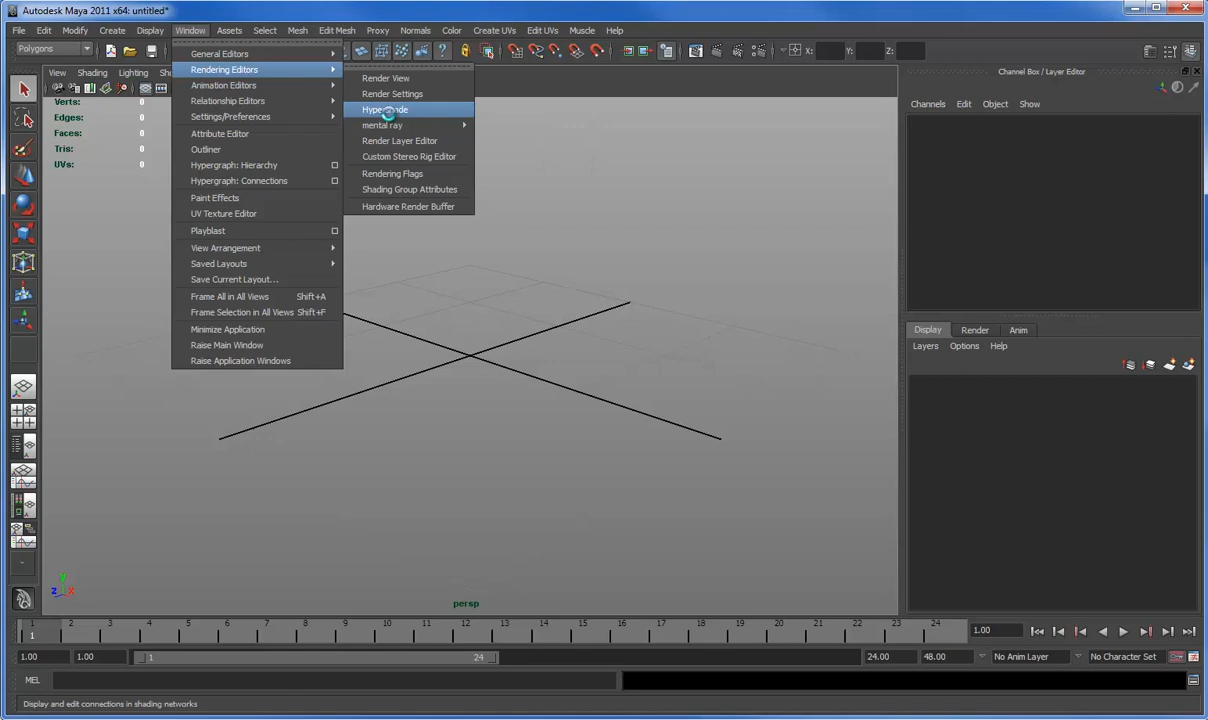 Autodesk Maya 2011 x64: untitled*
File Edit Modify Create Display Window Assets Select Mesh Edit Mesh Proxy Normals Color Create UVs Edit UVs Muscle Help
Polygons
X: Y: Z:
View Shading Lighting
Verts: 0
Edges: 0
Faces: 0
Tris: 0
UVs: 0
General Editors
Rendering Editors
Animation Editors
Relationship Editors
Settings/Preferences
Attribute Editor
Outliner
Hypergraph: Hierarchy
Hypergraph: Connections
Paint Effects
UV Texture Editor
Playblast
View Arrangement
Saved Layouts
Save Current Layout...
Frame All in All Views Shift+A
Frame Selection in All Views Shift+F
Minimize Application
Raise Main Window
Raise Application Windows
Render View
Render Settings
Hypershade
mental ray
Render Layer Editor
Custom Stereo Rig Editor
Rendering Flags
Shading Group Attributes
Hardware Render Buffer
Channel Box / Layer Editor
Channels Edit Object Show
Display Render Anim
Layers Options Help
y
z x
persp
1 2 3 4 5 6 7 8 9 10 11 12 13 14 15 16 17 18 19 20 21 22 23 24
1
1.00
1.00 1.00 1 24 24.00 48.00 No Anim Layer No Character Set
MEL
Display and edit connections in shading networks